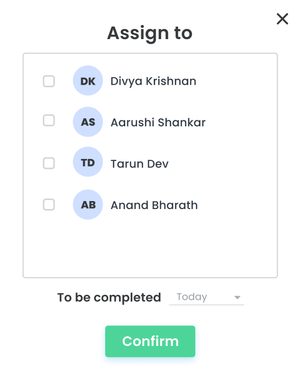 Assign to
DK Divya Krishnan
AS Aarushi Shankar
TD Tarun Dev
AB Anand Bharath
To be completed Today
Confirm